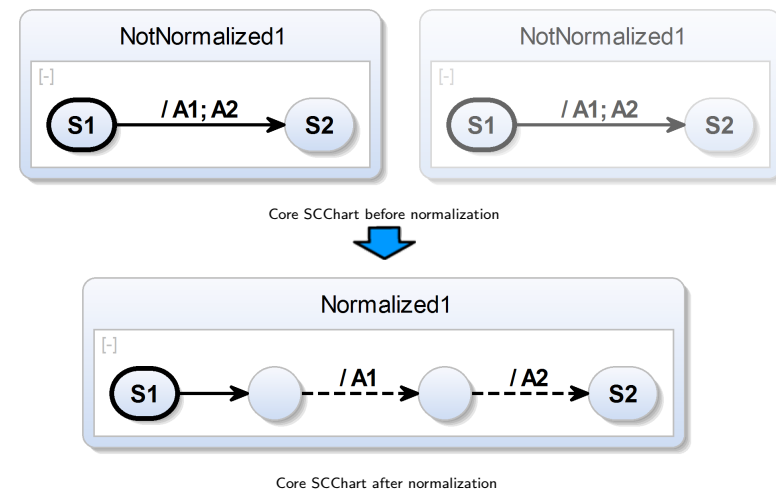 NotNormalized1
[-]
S1
/ A1; A2
S2
NotNormalized1
[-]
S1
/ A1; A2
S2
Core SCChart before normalization
Normalized1
[-]
S1
/ A1
/ A2
S2
Core SCChart after normalization